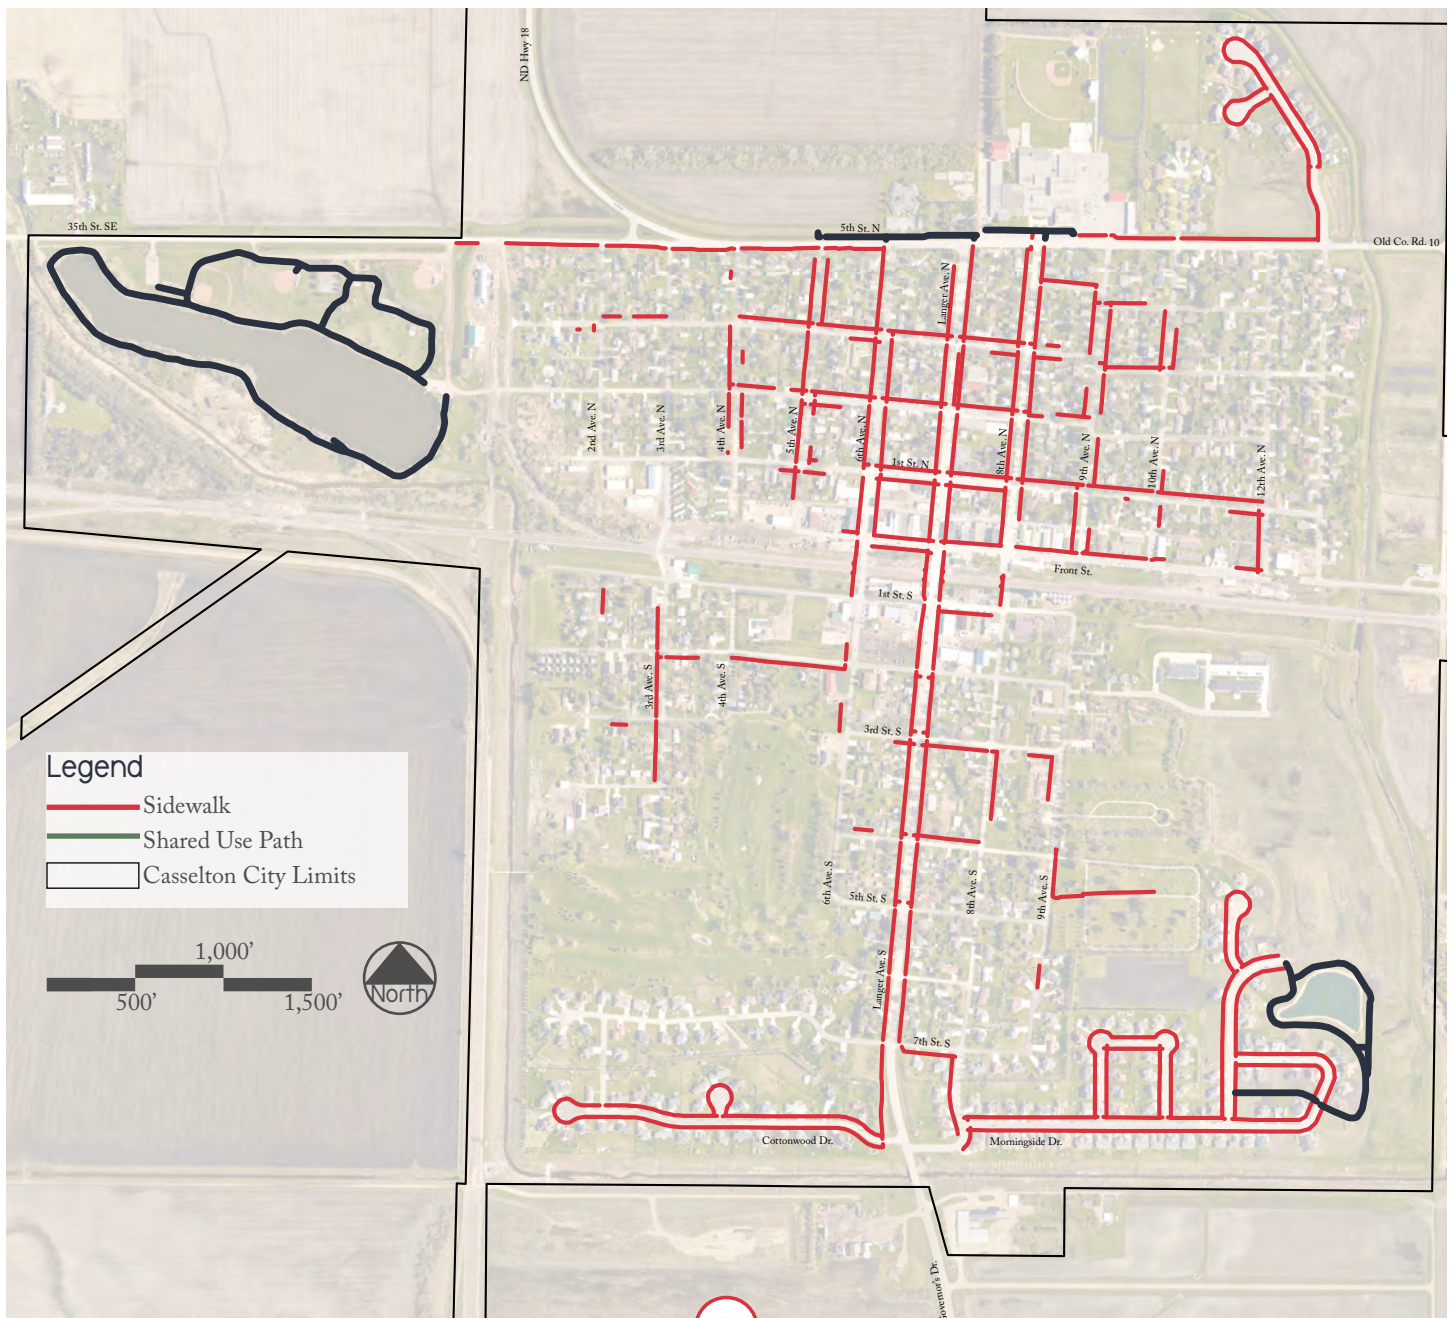 ND Hwy 18
35th St. SE
5th St. N
Old Co. Rd. 10
Langer Ave. N
2nd Ave. N
3rd Ave. N
4th Ave. N
5th Ave. N
6th Ave. N
8th Ave. N
9th Ave. N
10th Ave. N
12th Ave. N
1st St. N
Front St.
1st St. S
3rd Ave. S
4th Ave. S
3rd St. S
Legend
Sidewalk
Shared Use Path
Casselton City Limits
6th Ave. S
8th Ave. S
9th Ave. S
5th St. S
1,000’
500’
1,500’
North
Langer Ave. S
7th St. S
Cottonwood Dr.
Morningside Dr.
Governor's Dr.